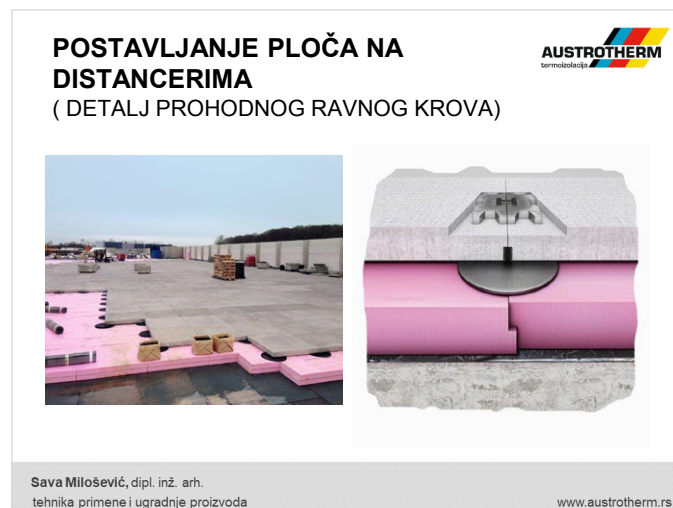 POSTAVLJANJE PLOČA NA
DISTANCERIMA
( DETALJ PROHODNOG RAVNOG KROVA)
AUSTROTHERM
termoizolacija
Sava Milošević, dipl. inž. arh.
tehnika primene i ugradnje proizvoda
www.austrotherm.rs